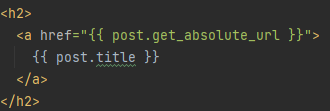 <h2>
<a href="{{ post.get_absolute_url }}">
{{ post.title }}
</a>
</h2>